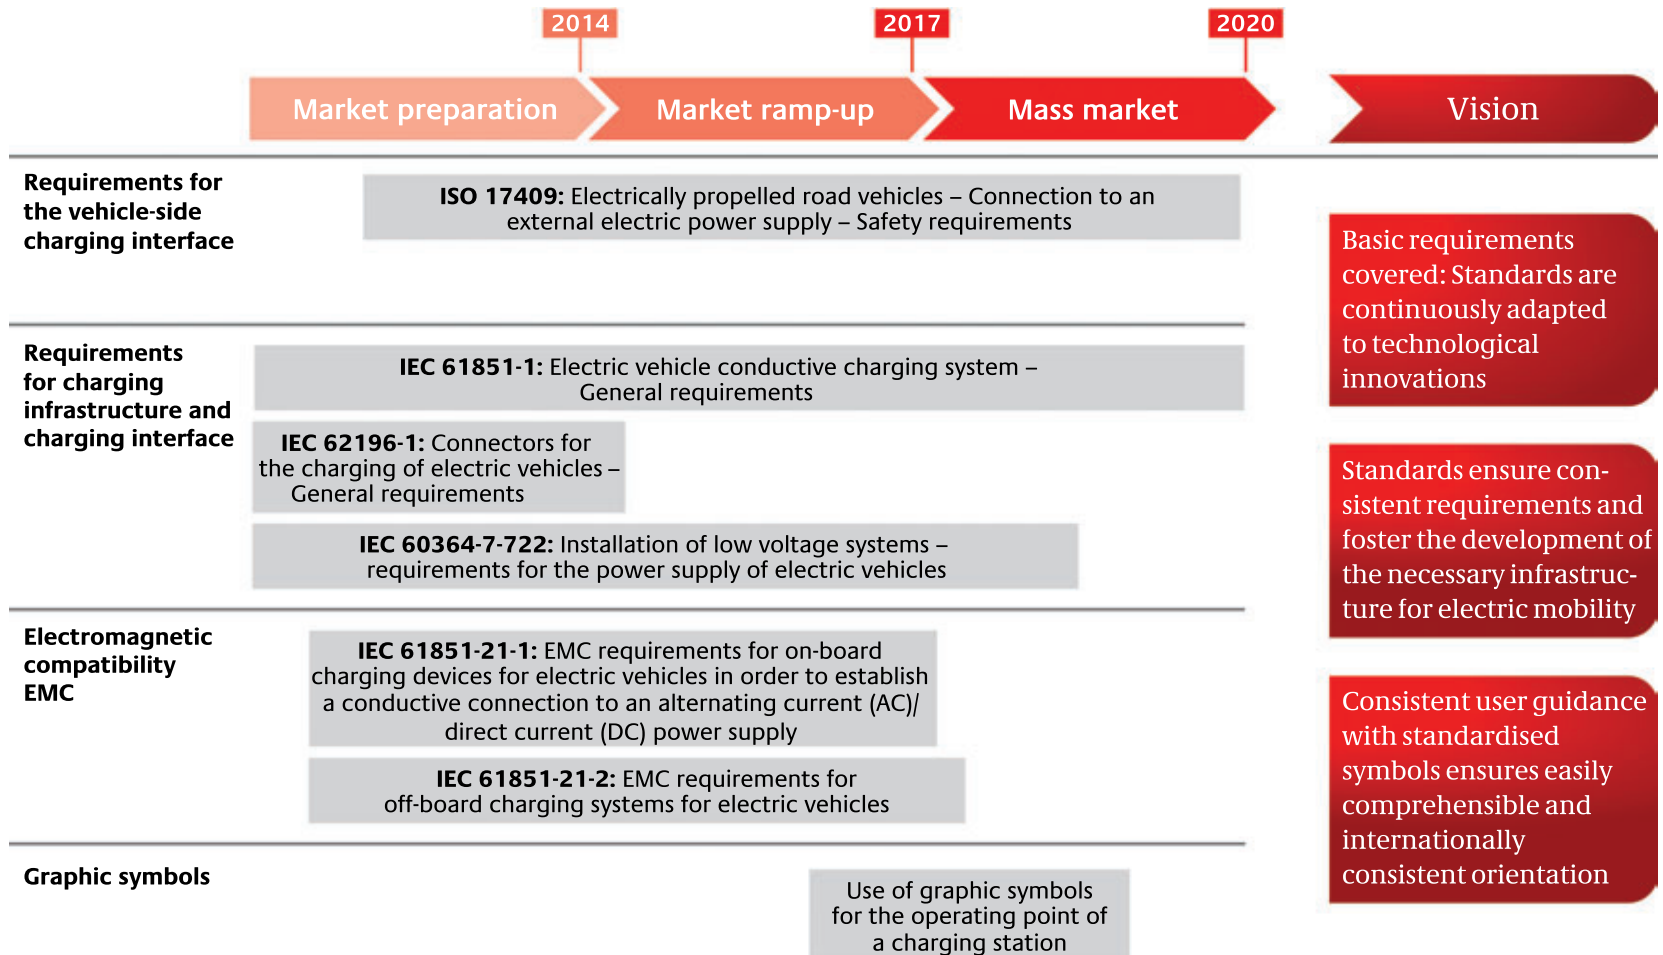 2014
2017
2020
Market preparation
Market ramp-up
Mass market
Vision
Requirements for
the vehicle-side
charging interface
ISO 17409: Electrically propelled road vehicles – Connection to an
external electric power supply – Safety requirements
Requirements
for charging
infrastructure and
charging interface
IEC 61851-1: Electric vehicle conductive charging system –
General requirements
IEC 62196-1: Connectors for
the charging of electric vehicles –
General requirements
IEC 60364-7-722: Installation of low voltage systems –
requirements for the power supply of electric vehicles
Electromagnetic
compatibility
EMC
IEC 61851-21-1: EMC requirements for on-board
charging devices for electric vehicles in order to establish
a conductive connection to an alternating current (AC)/
direct current (DC) power supply
IEC 61851-21-2: EMC requirements for
off-board charging systems for electric vehicles
Graphic symbols
Use of graphic symbols
for the operating point of
a charging station
Basic requirements
covered: Standards are
continuously adapted
to technological
innovations
Standards ensure con-
sistent requirements and
foster the development of
the necessary infrastruc-
ture for electric mobility
Consistent user guidance
with standardised
symbols ensures easily
comprehensible and
internationally
consistent orientation